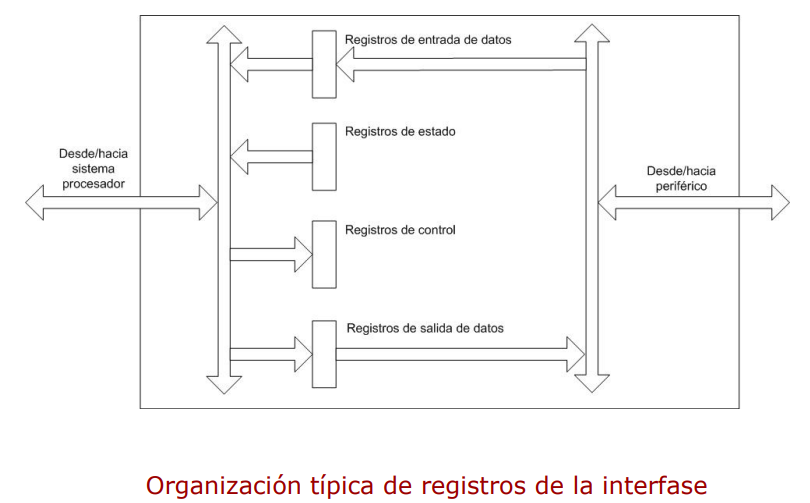 Registros de entrada de datos
Registros de estado
Desde/hacia
sistema
procesador
Desde/hacia
periférico
Registros de control
Registros de salida de datos
Organización típica de registros de la interfase